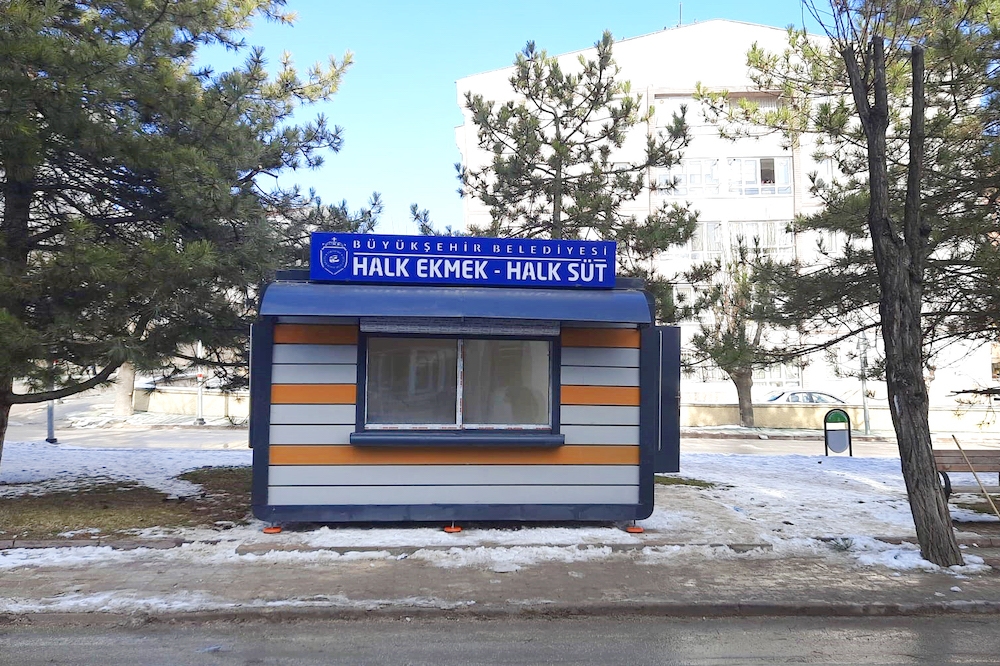 BÜYÜKŞEHİR BELEDİYESİ
HALK EKMEK - HALK SÜT